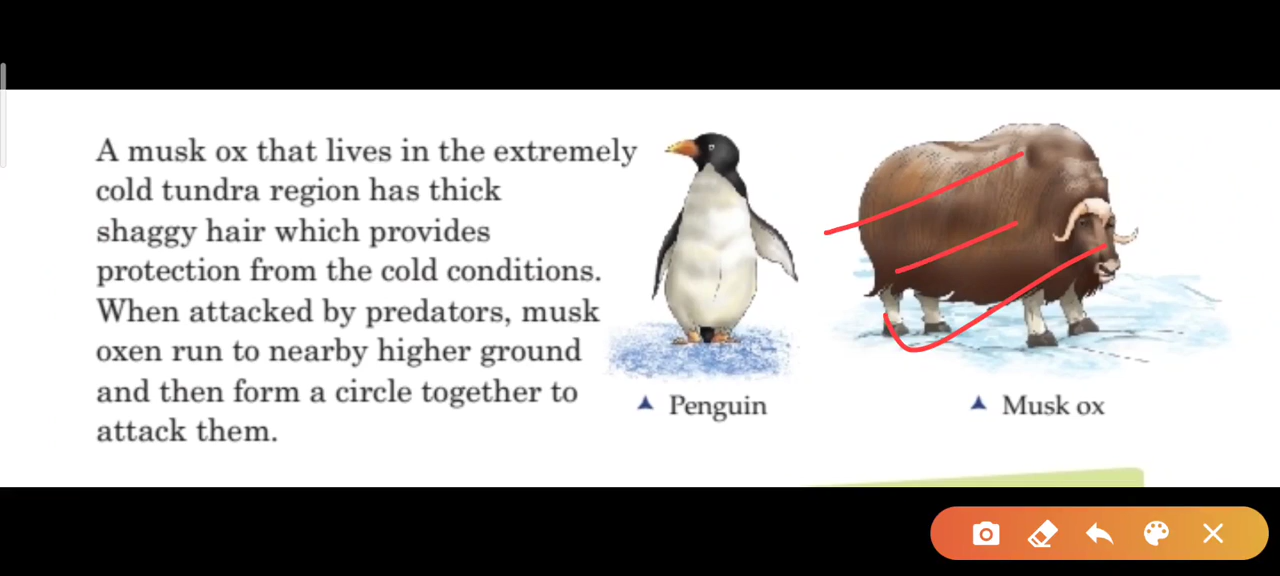 A musk ox that lives in the extremely
cold tundra region has thick
shaggy hair which provides
protection from the cold conditions.
When attacked by predators, musk
oxen run to nearby higher ground
and then form a circle together to
attack them.
Penguin
Musk ox